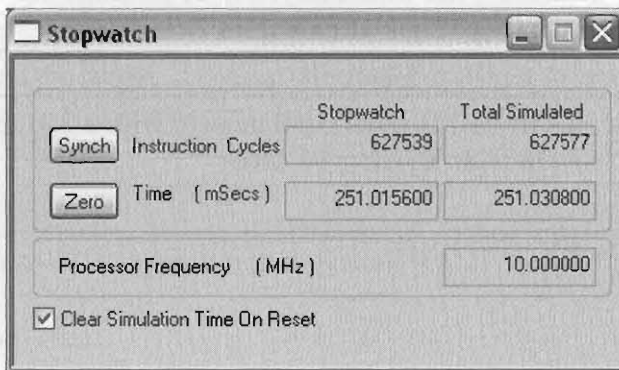 Stopwatch
Stopwatch Total Simulated
Synch Instruction Cycles 627539 627577
Zero Time (mSecs) 251.015600 251.030800
Processor Frequency (MHz) 10.000000
Clear Simulation Time On Reset